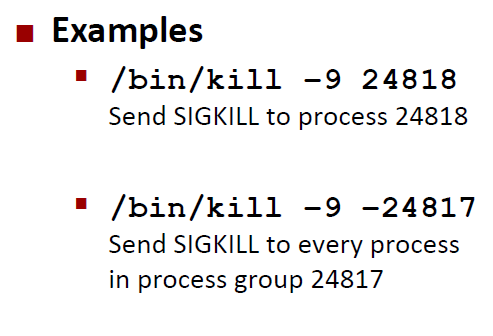 Examples
/bin/kill –9 24818
Send SIGKILL to process 24818
/bin/kill –9 –24817
Send SIGKILL to every process
in process group 24817